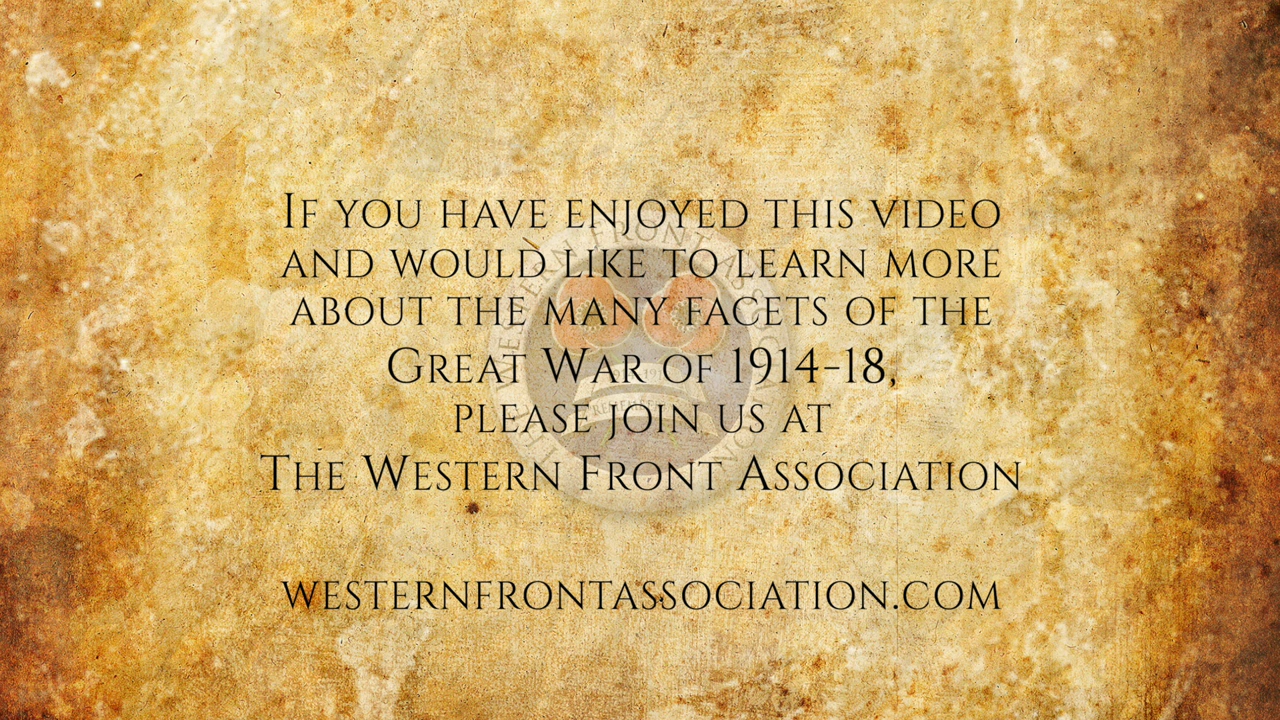 If you have enjoyed this video
and would like to learn more
about the many facets of the
Great War of 1914-18,
please join us at
The Western Front Association
westernfrontassociation.com